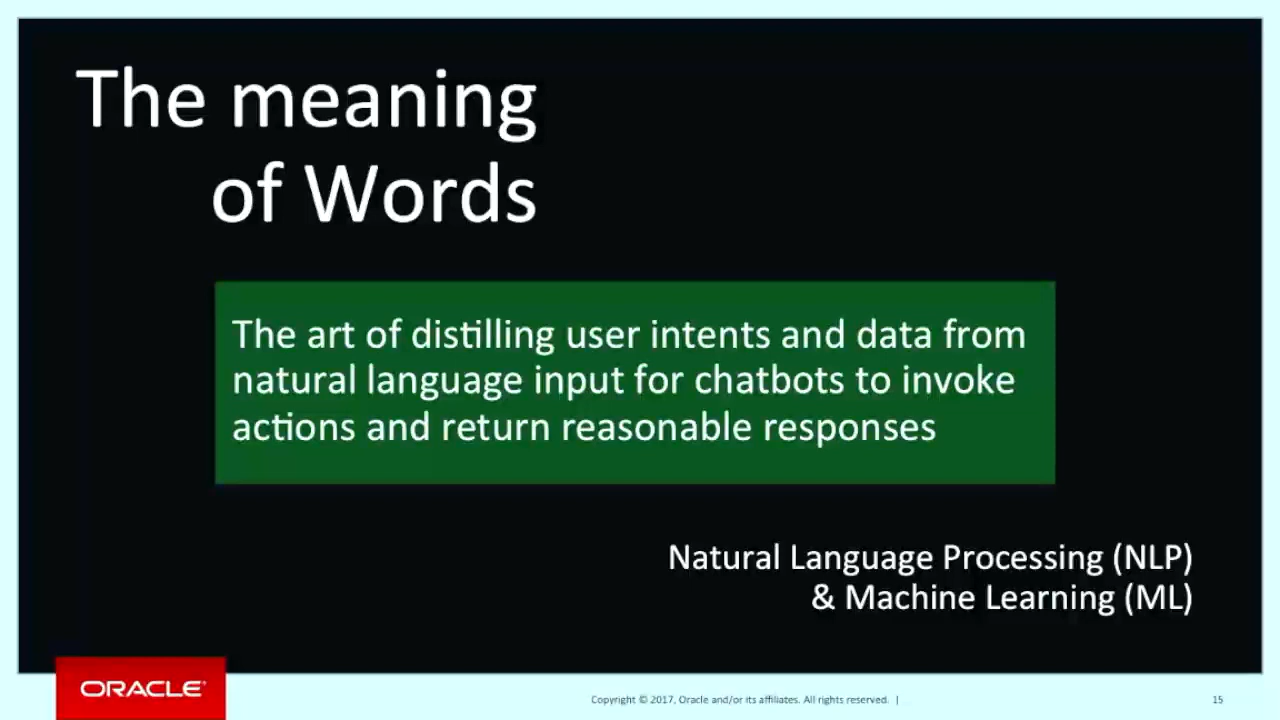 The meaning
of Words
The art of distilling user intents and data from
natural language input for chatbots to invoke
actions and return reasonable responses
Natural Language Processing (NLP)
& Machine Learning (ML)
ORACLE®
Copyright © 2017, Oracle and/or its affiliates. All rights reserved. |
15